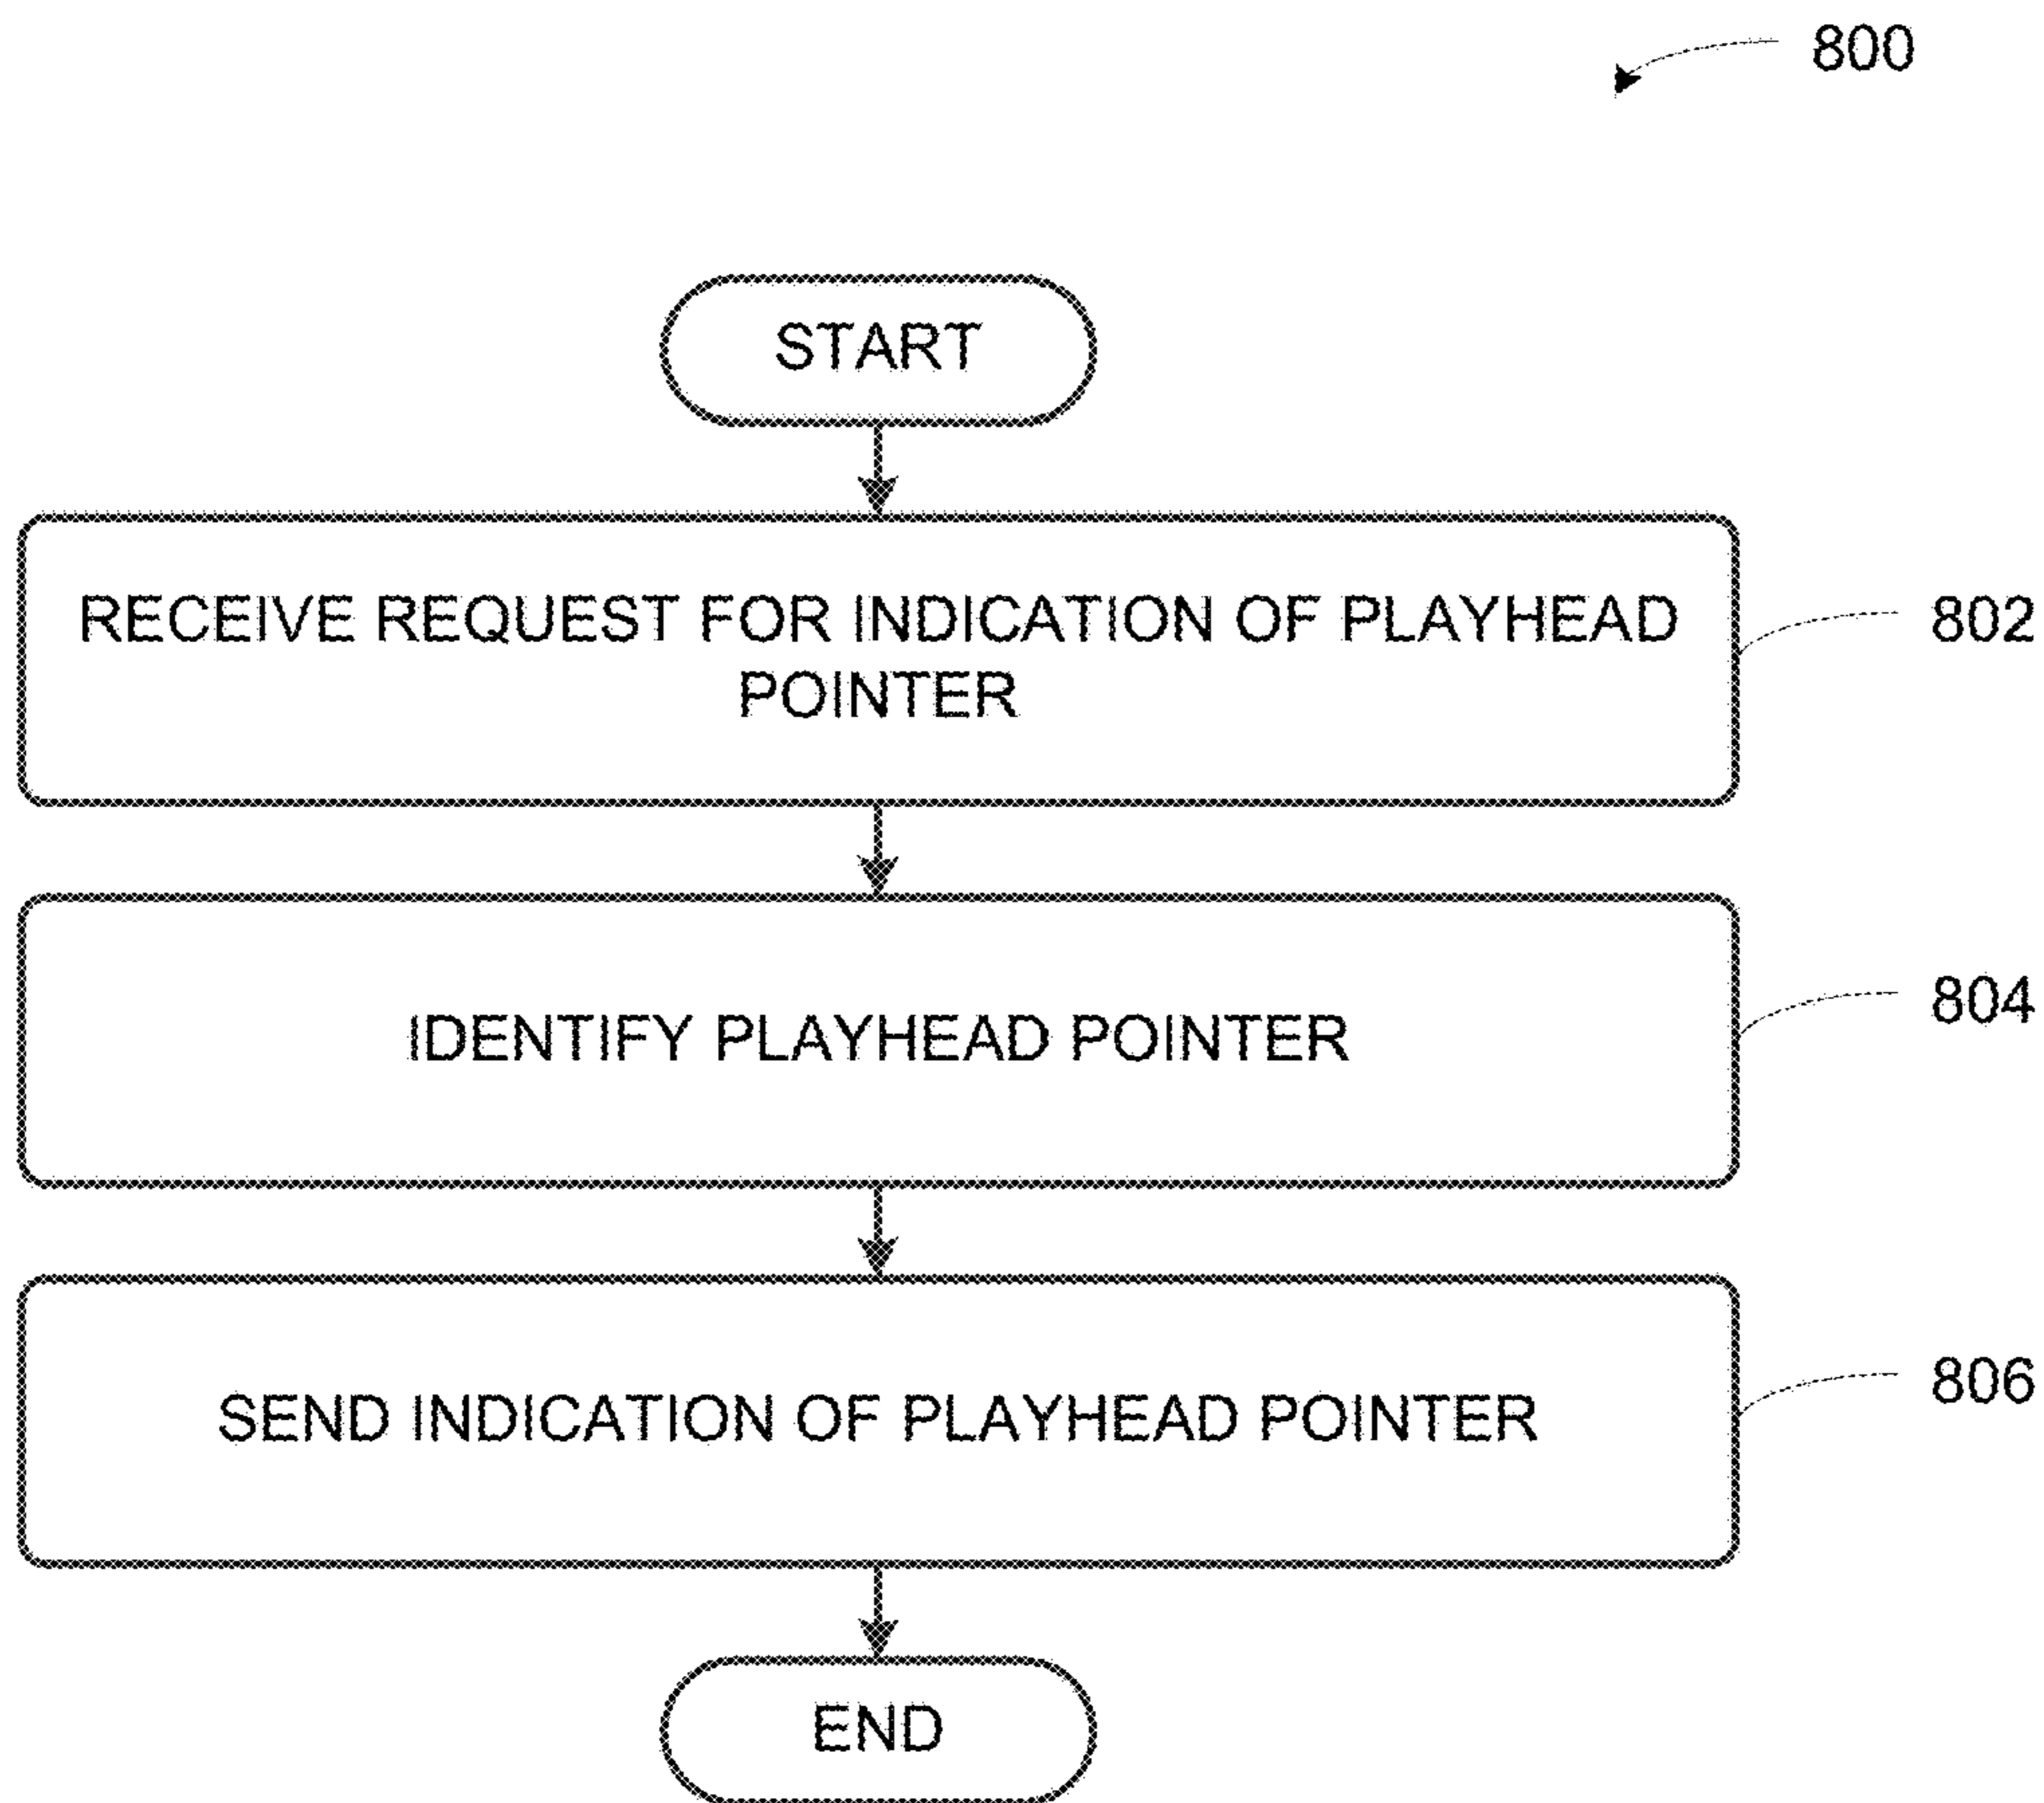 800
START
RECEIVE REQUEST FOR INDICATION OF PLAYHEAD
POINTER
802
IDENTIFY PLAYHEAD POINTER
804
SEND INDICATION OF PLAYHEAD POINTER
806
END